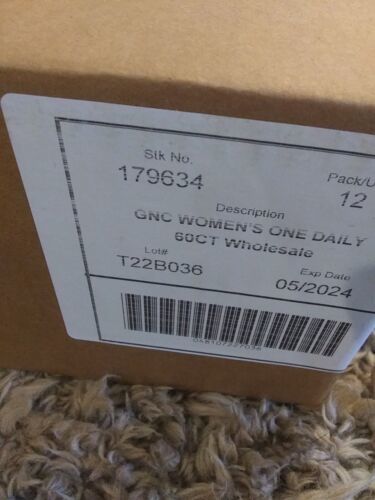 Stk No.
Pack/U
179634
12
Description
GNC WOMEN'S ONE DAILY
60CT Wholesale
Lot#
Exp Date
T22B036
05/2024